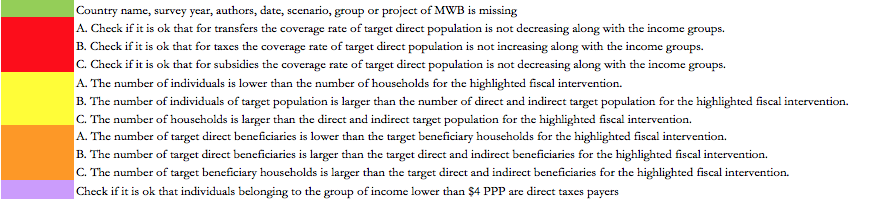 Country name, survey year, authors, date, scenario, group or project of MWB is missing
A. Check if it is ok that for transfers the coverage rate of target direct population is not decreasing along with the income groups.
B. Check if it is ok that for taxes the coverage rate of target direct population is not increasing along with the income groups.
C. Check if it is ok that for subsidies the coverage rate of target direct population is not decreasing along with the income groups.
A. The number of individuals is lower than the number of households for the highlighted fiscal intervention.
B. The number of individuals of target population is larger than the number of direct and indirect target population for the highlighted fiscal intervention.
C. The number of households is larger than the direct and indirect target population for the highlighted fiscal intervention.
A. The number of target direct beneficiaries is lower than the target beneficiary households for the highlighted fiscal intervention.
B. The number of target direct beneficiaries is larger than the target direct and indirect beneficiaries for the highlighted fiscal intervention.
C. The number of target beneficiary households is larger than the target direct and indirect beneficiaries for the highlighted fiscal intervention.
Check if it is ok that individuals belonging to the group of income lower than $4 PPP are direct taxes payers